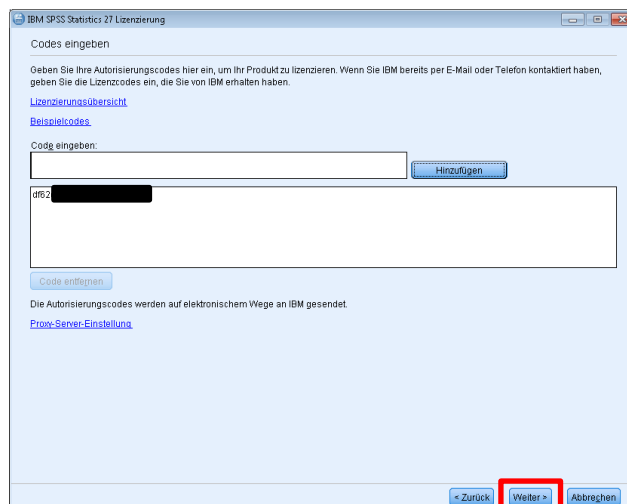 IBM SPSS Statistics 27 Lizenzierung
Codes eingeben
Geben Sie Ihre Autorisierungscodes hier ein, um Ihr Produkt zu lizenzieren. Wenn Sie IBM bereits per E-Mail oder Telefon kontaktiert haben,
geben Sie die Lizenzcodes ein, die Sie von IBM erhalten haben.
Lizenzierungsübersicht
Beispielcodes
Code eingeben:
Hinzufügen
df62
Code entfernen
Die Autorisierungscodes werden auf elektronischem Wege an IBM gesendet.
Proxy-Server-Einstellung
< Zurück Weiter > Abbrechen